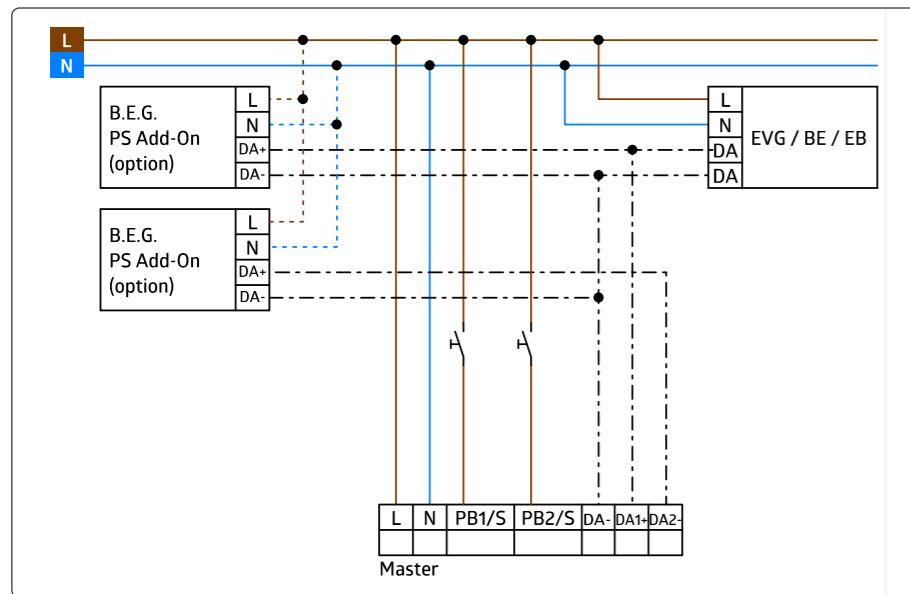 L
N
B.E.G.
PS Add-On
(option)
L
N
DA+
DA-
L
N
DA
DA
EVG / BE / EB
B.E.G.
PS Add-On
(option)
L
N
DA+
DA-
L N PB1/S PB2/S DA- DA1+ DA2-
Master